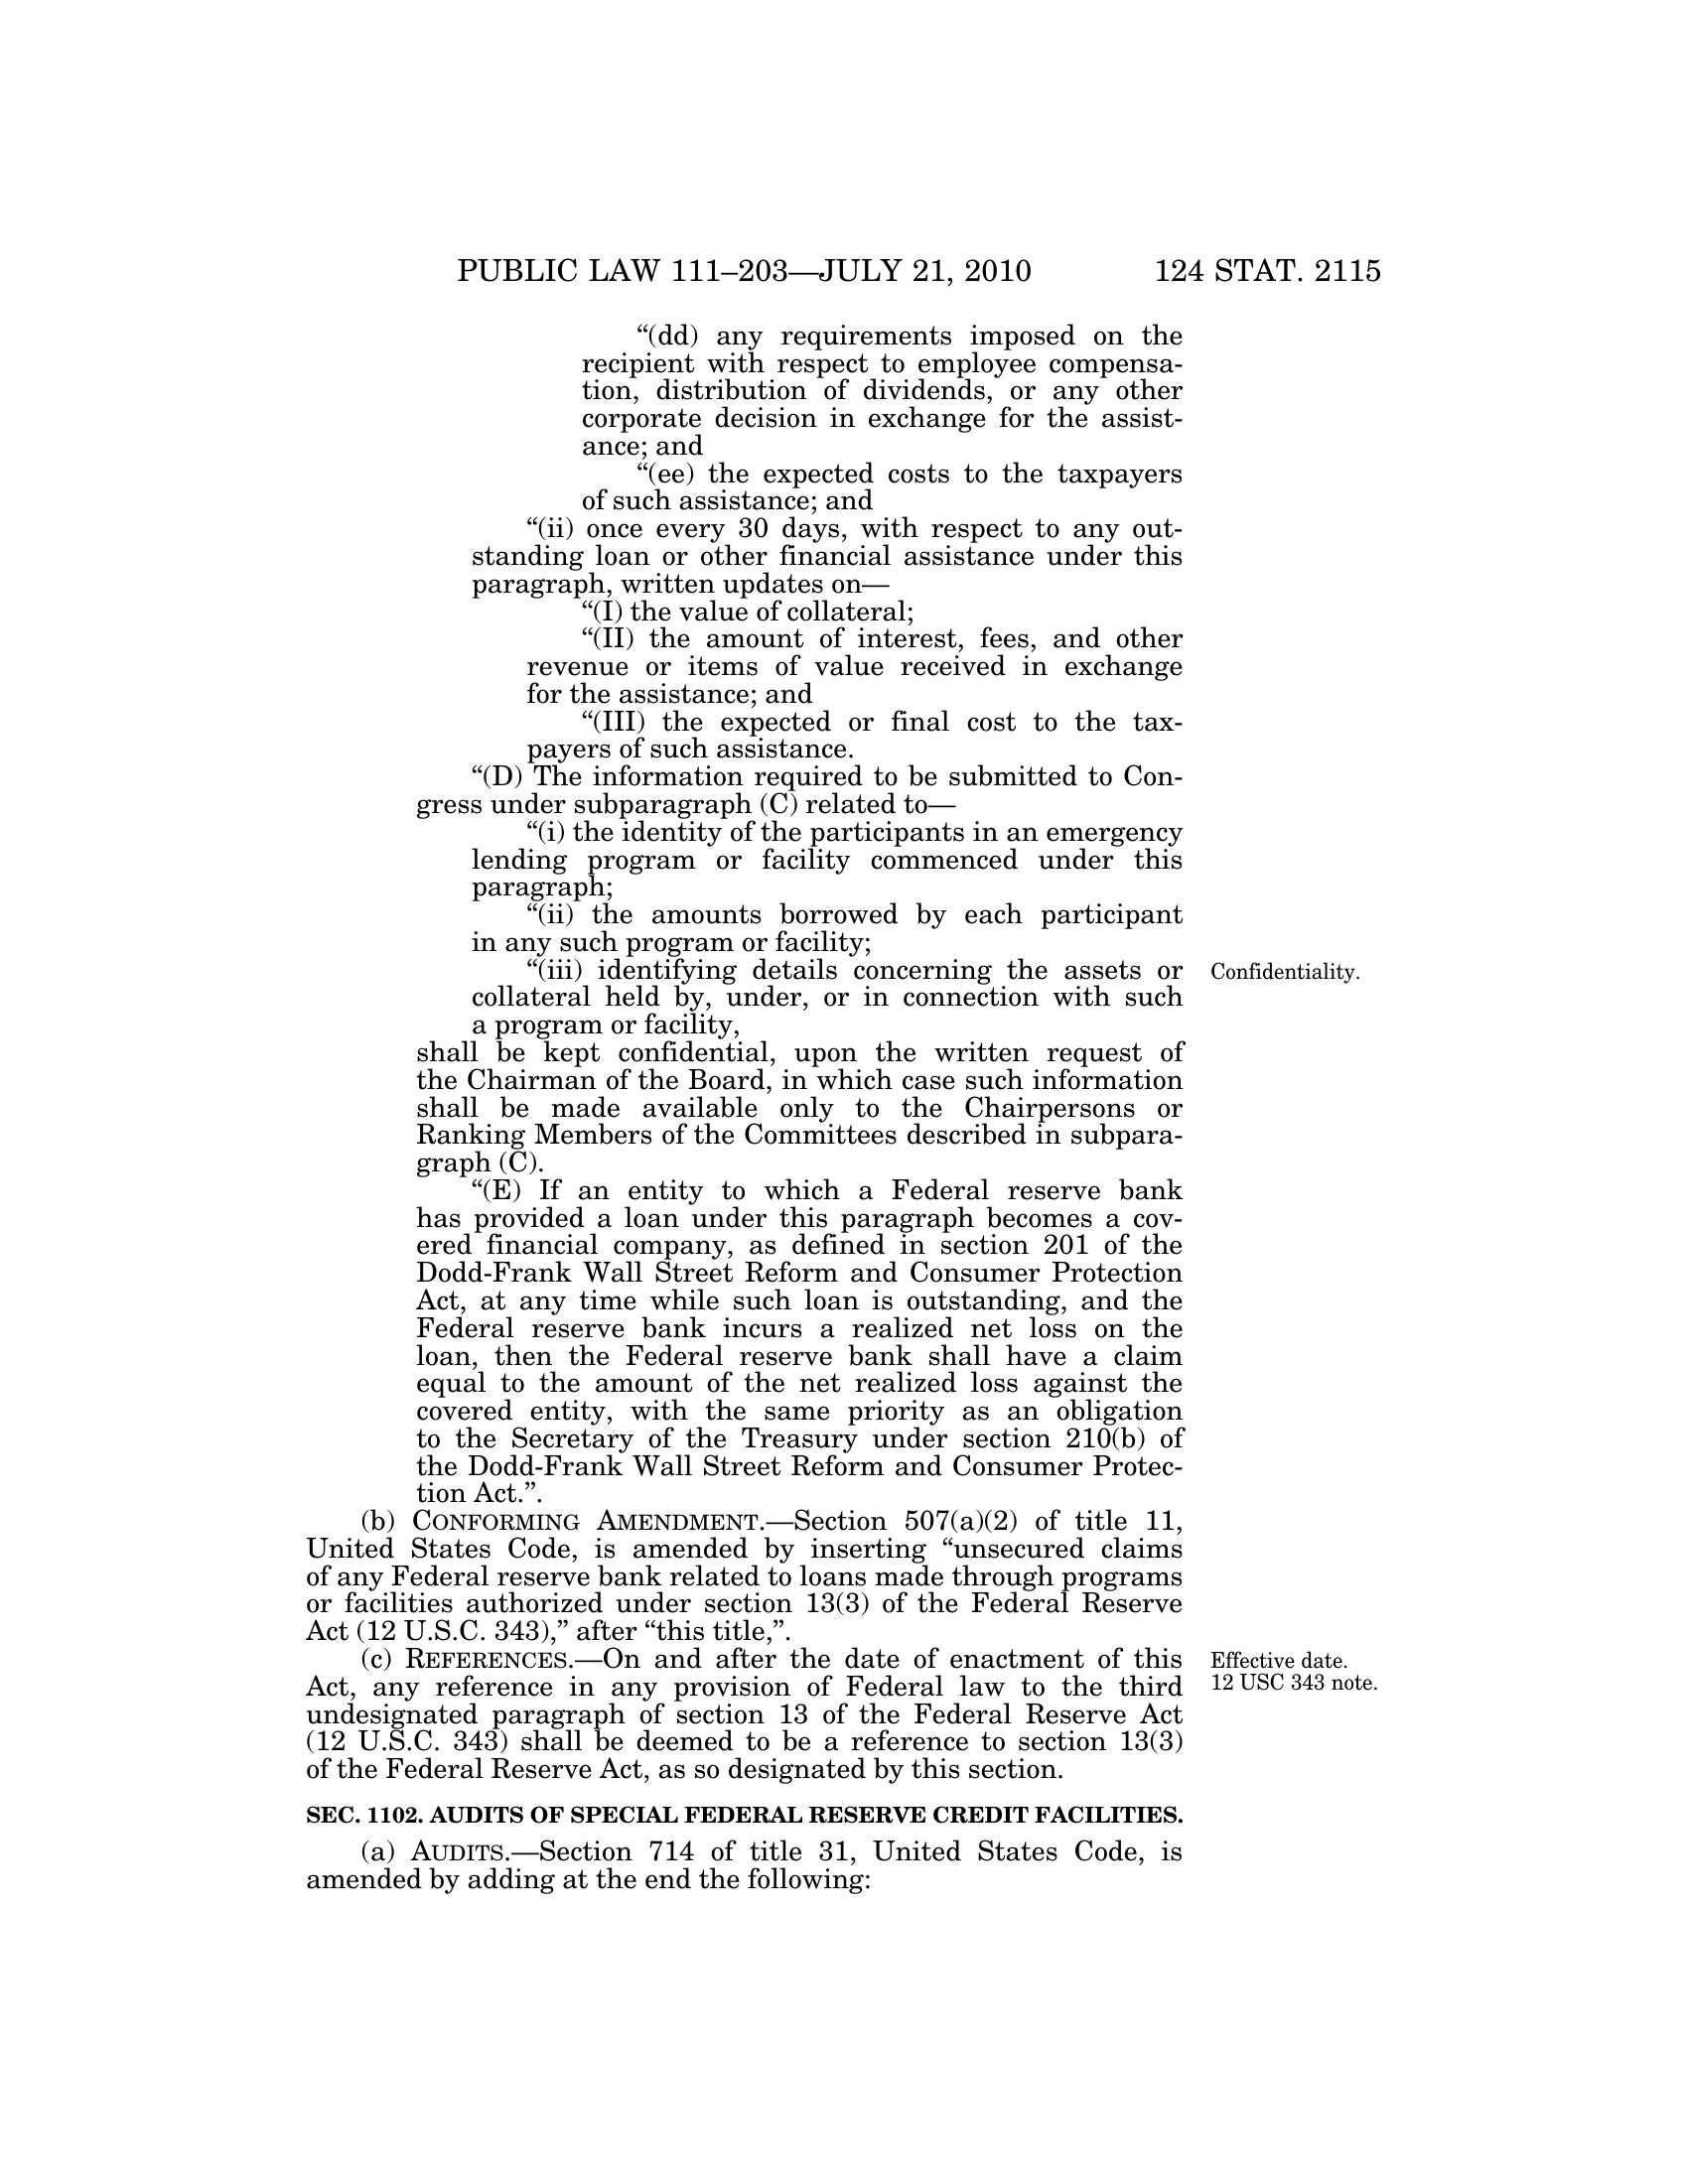 PUBLIC LAW 111–203—JULY 21, 2010 124 STAT. 2115
“(dd) any requirements imposed on the
recipient with respect to employee compensa-
tion, distribution of dividends, or any other
corporate decision in exchange for the assist-
ance; and
“(ee) the expected costs to the taxpayers
of such assistance; and
“(ii) once every 30 days, with respect to any out-
standing loan or other financial assistance under this
paragraph, written updates on—
“(I) the value of collateral;
“(II) the amount of interest, fees, and other
revenue or items of value received in exchange
for the assistance; and
“(III) the expected or final cost to the tax-
payers of such assistance.
“(D) The information required to be submitted to Con-
gress under subparagraph (C) related to—
“(i) the identity of the participants in an emergency
lending program or facility commenced under this
paragraph;
“(ii) the amounts borrowed by each participant
in any such program or facility;
“(iii) identifying details concerning the assets or
Confidentiality.
collateral held by, under, or in connection with such
a program or facility,
shall be kept confidential, upon the written request of
the Chairman of the Board, in which case such information
shall be made available only to the Chairpersons or
Ranking Members of the Committees described in subpara-
graph (C).
“(E) If an entity to which a Federal reserve bank
has provided a loan under this paragraph becomes a cov-
ered financial company, as defined in section 201 of the
Dodd-Frank Wall Street Reform and Consumer Protection
Act, at any time while such loan is outstanding, and the
Federal reserve bank incurs a realized net loss on the
loan, then the Federal reserve bank shall have a claim
equal to the amount of the net realized loss against the
covered entity, with the same priority as an obligation
to the Secretary of the Treasury under section 210(b) of
the Dodd-Frank Wall Street Reform and Consumer Protec-
tion Act.”.
(b) CONFORMING AMENDMENT.—Section 507(a)(2) of title 11,
United States Code, is amended by inserting “unsecured claims
of any Federal reserve bank related to loans made through programs
or facilities authorized under section 13(3) of the Federal Reserve
Act (12 U.S.C. 343),” after “this title,”.
(c) REFERENCES.—On and after the date of enactment of this
Effective date.
12 USC 343 note.
Act, any reference in any provision of Federal law to the third
undesignated paragraph of section 13 of the Federal Reserve Act
(12 U.S.C. 343) shall be deemed to be a reference to section 13(3)
of the Federal Reserve Act, as so designated by this section.
SEC. 1102. AUDITS OF SPECIAL FEDERAL RESERVE CREDIT FACILITIES.
(a) AUDITS.—Section 714 of title 31, United States Code, is
amended by adding at the end the following: